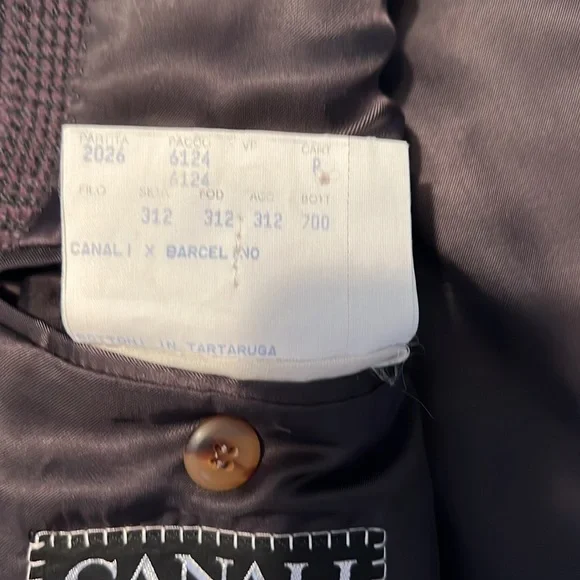 PARTITA PACCO VP CART
2026 6124 R
6124
FILO SETA FOD ACC BOTT
312 312 312 700
CANALI X BARCELINO
BOTTONI IN TARTARUGA
CANALI